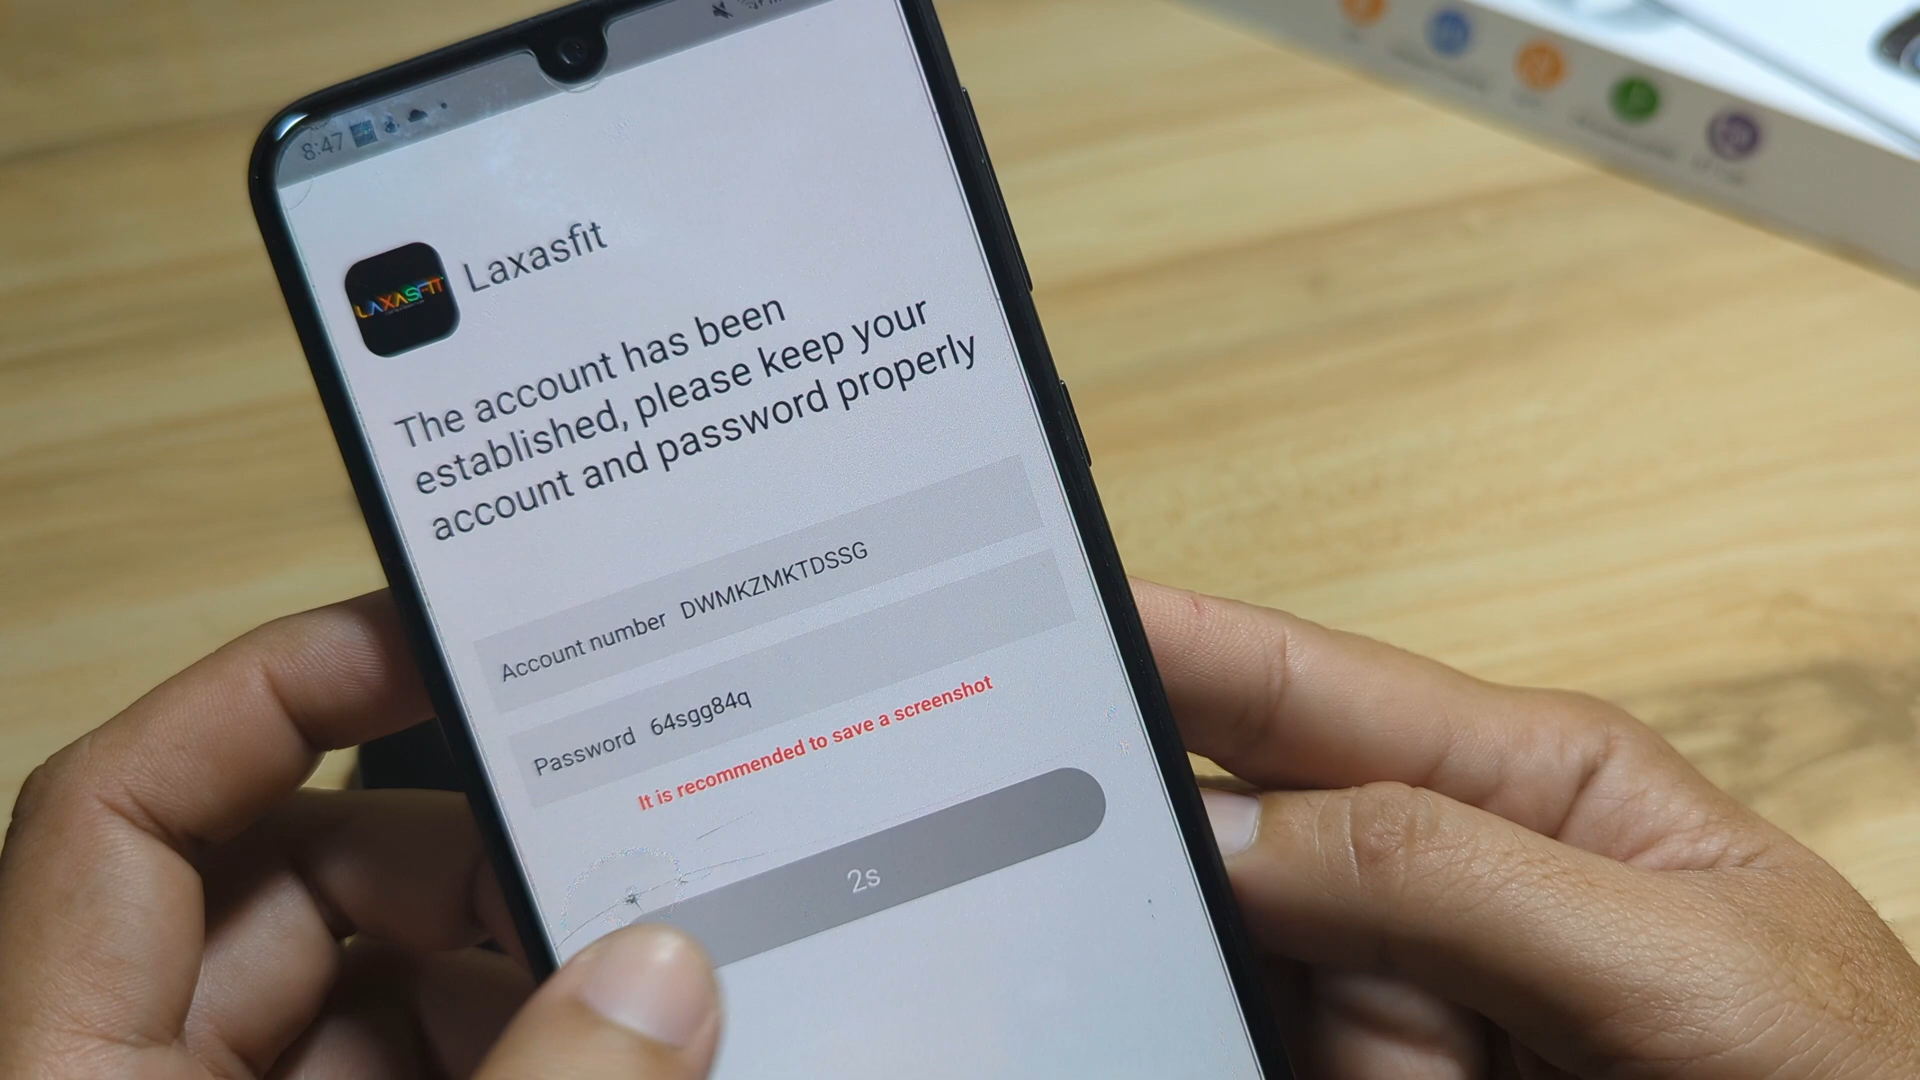 8:47
LAXASFIT
Laxasfit
The account has been
established, please keep your
account and password properly
Account number DWMKZMKTDSSG
Password 64sgg84q
It is recommended to save a screenshot
2s